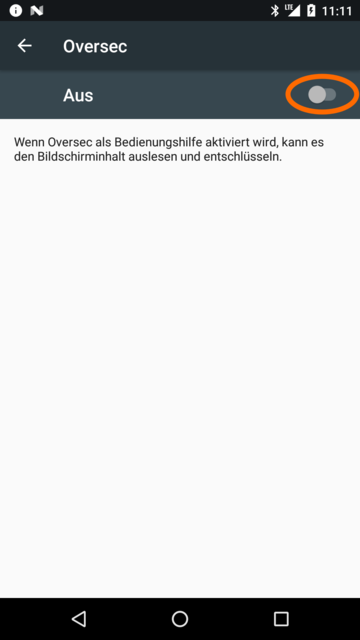 LTE 11:11
Oversec
Aus
Wenn Oversec als Bedienungshilfe aktiviert wird, kann es
den Bildschirminhalt auslesen und entschlüsseln.